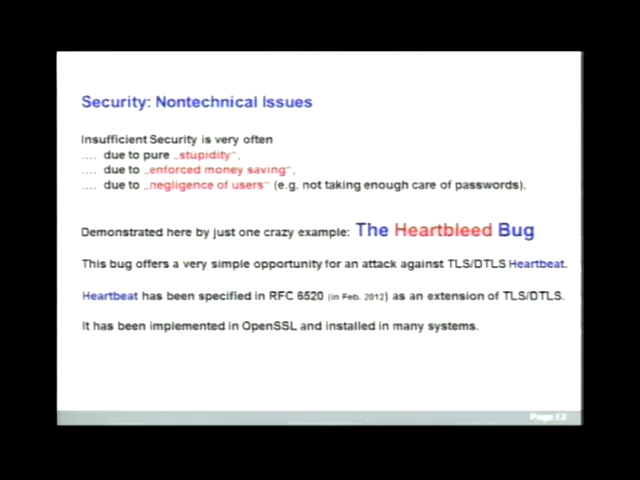 Security: Nontechnical Issues
Insufficient Security is very often
.... due to pure „stupidity“,
.... due to „enforced money saving“,
.... due to „negligence of users“ (e.g. not taking enough care of passwords).
Demonstrated here by just one crazy example: The Heartbleed Bug
This bug offers a very simple opportunity for an attack against TLS/DTLS Heartbeat.
Heartbeat has been specified in RFC 6520 (in Feb. 2012) as an extension of TLS/DTLS.
It has been implemented in OpenSSL and installed in many systems.
Page 12